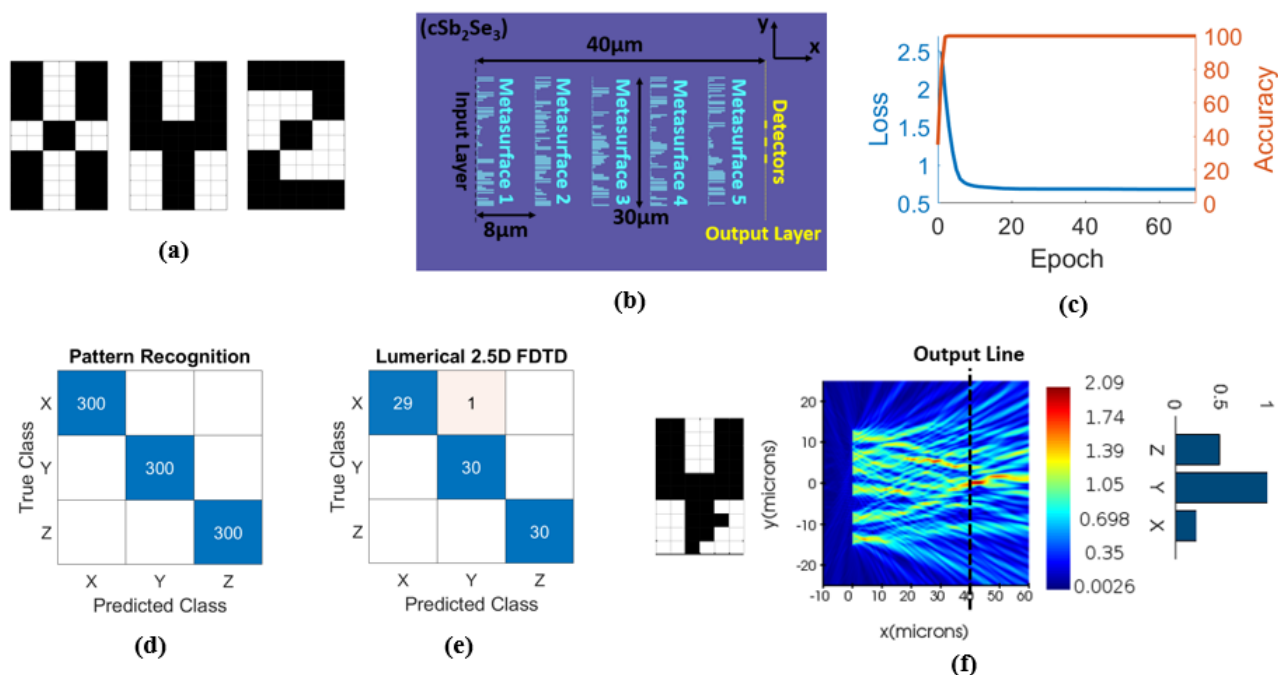 (a)
(cSb₂Se₃)
40μm
y
x
Input Layer
Metasurface 1
Metasurface 2
Metasurface 3
Metasurface 4
Metasurface 5
Detectors
8μm
30μm
Output Layer
(b)
2.5
2
1.5
1
0.5
Loss
100
80
60
40
20
0
Accuracy
0 20 40 60
Epoch
(c)
Pattern Recognition
True Class
X
Y
Z
300
300
300
X Y Z
Predicted Class
(d)
Lumerical 2.5D FDTD
True Class
X
Y
Z
29 1
30
30
X Y Z
Predicted Class
(e)
Output Line
y(microns)
20
10
0
-10
-20
-10 0 10 20 30 40 50 60
x(microns)
2.09
1.74
1.39
1.05
0.698
0.35
0.0026
0 0.5 1
Z
Y
X
(f)